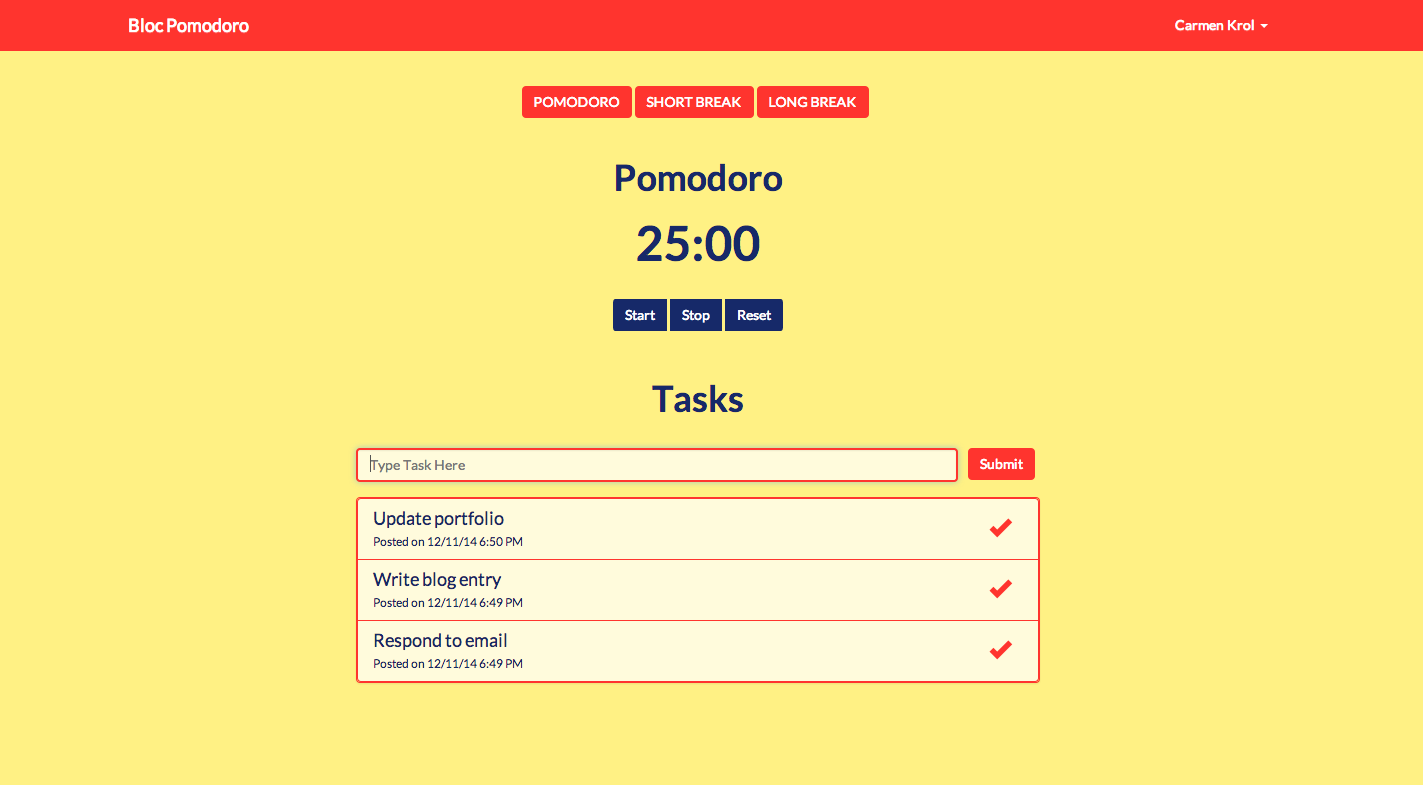 Bloc Pomodoro
Carmen Krol
POMODORO SHORT BREAK LONG BREAK
Pomodoro
25:00
Start Stop Reset
Tasks
Type Task Here Submit
Update portfolio
Posted on 12/11/14 6:50 PM
Write blog entry
Posted on 12/11/14 6:49 PM
Respond to email
Posted on 12/11/14 6:49 PM